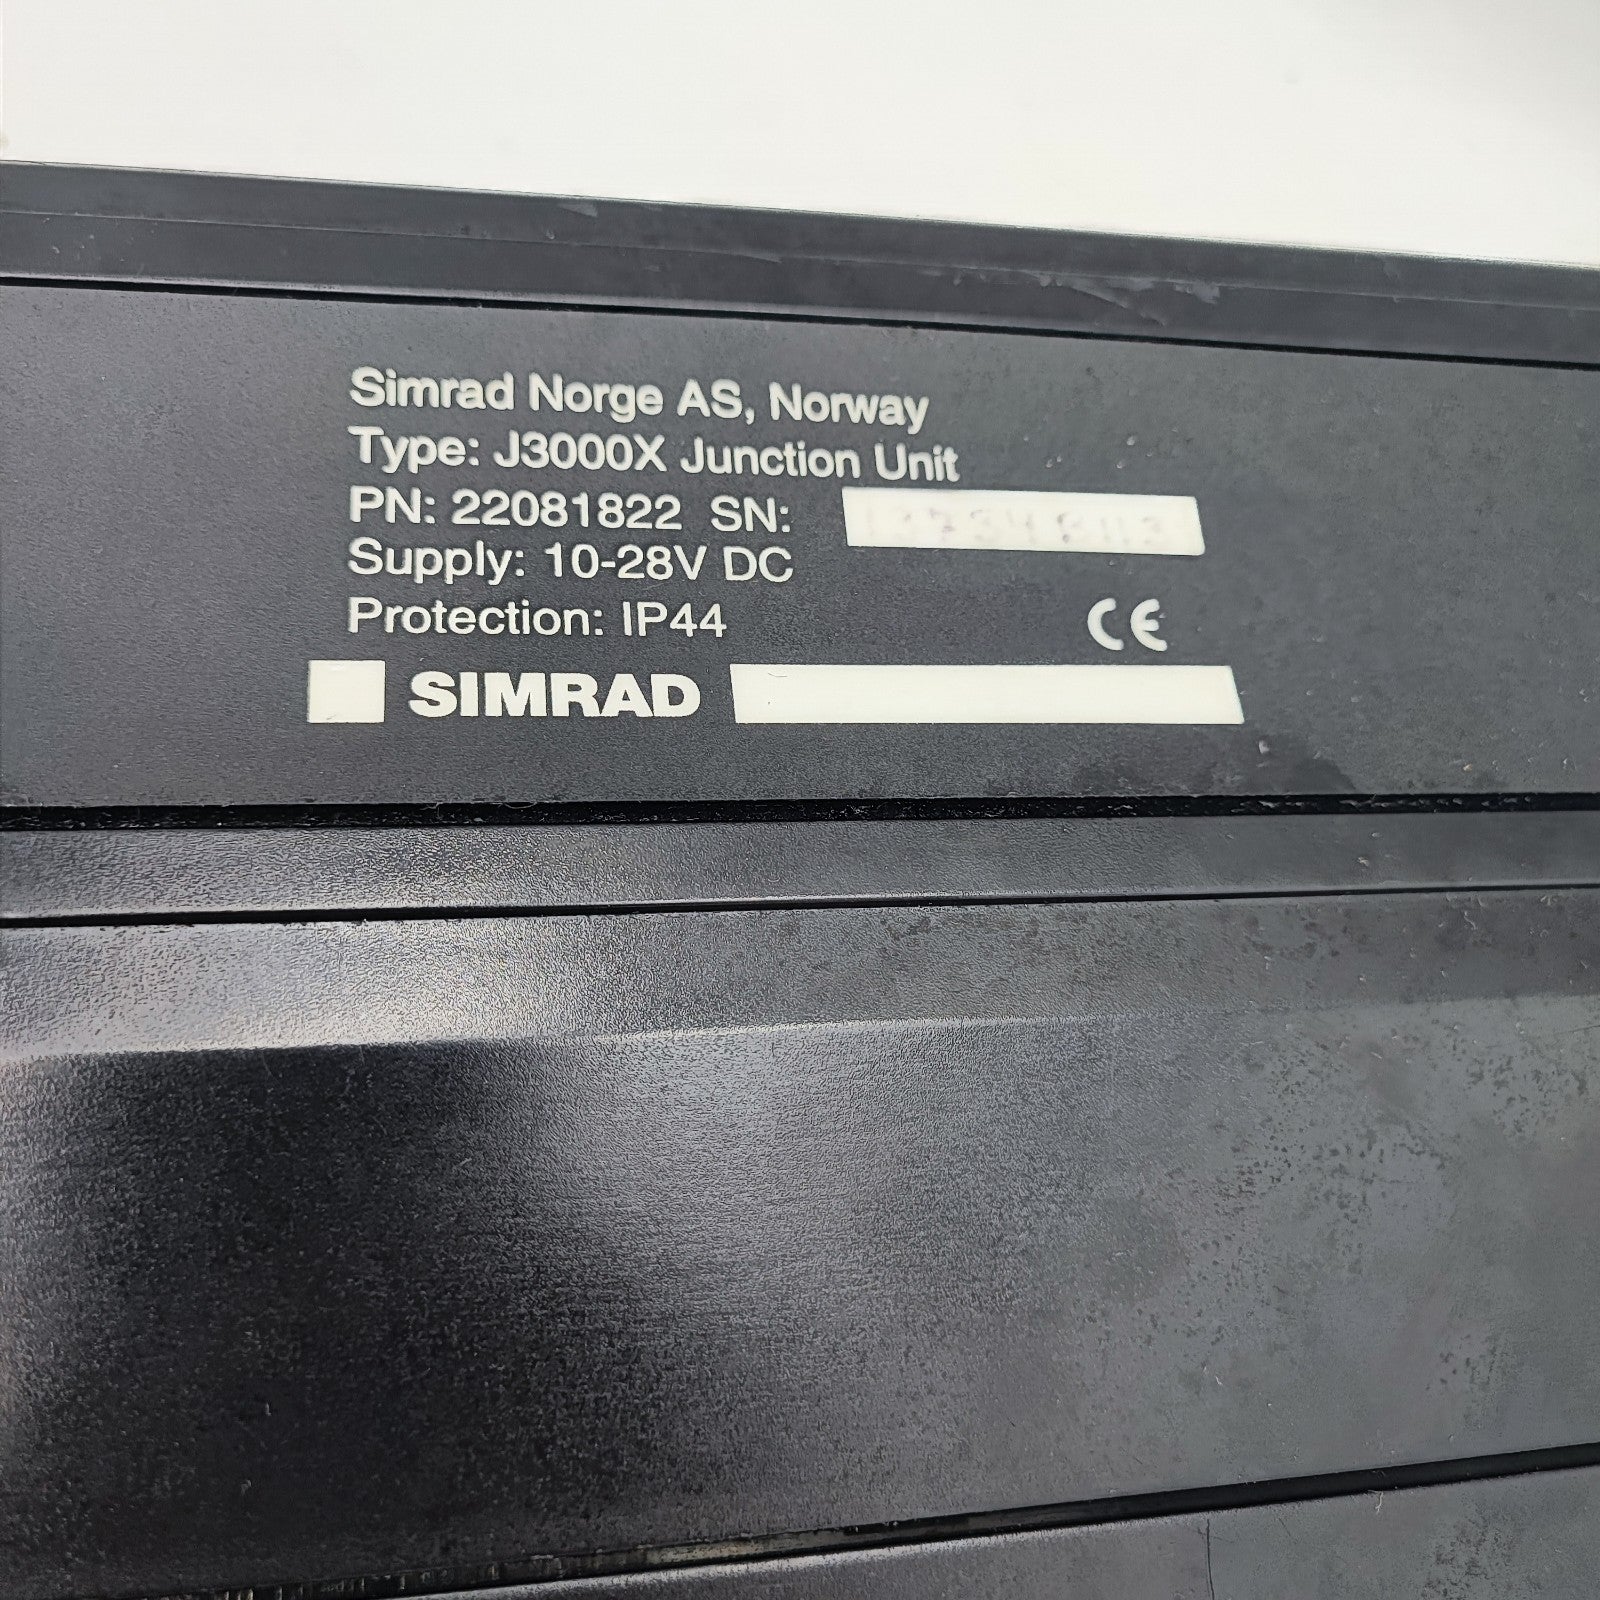 Simrad Norge AS, Norway
Type: J3000X Junction Unit
PN: 22081822 SN:
Supply: 10-28V DC
Protection: IP44
CE
SIMRAD